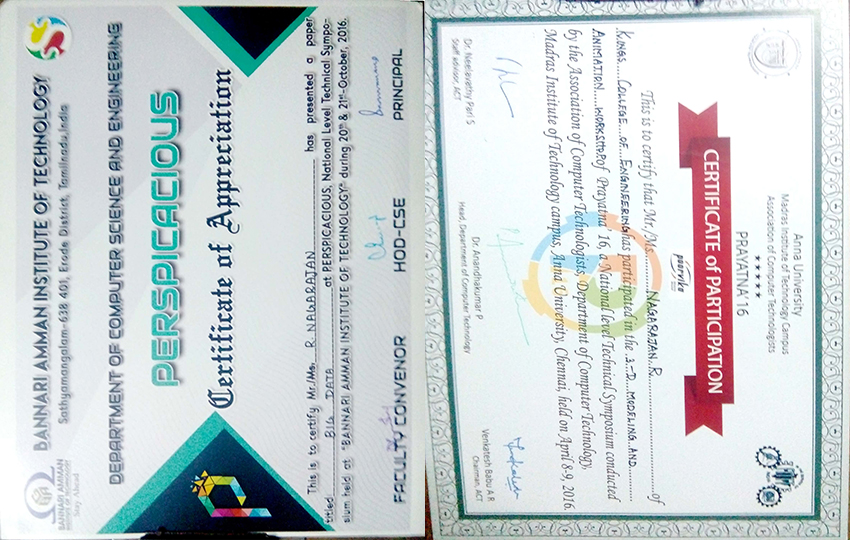 BANNARI AMMAN
INSTITUTE OF TECHNOLOGY
Stay Ahead
BANNARI AMMAN INSTITUTE OF TECHNOLOGY
Sathyamangalam-638 401, Erode District, Tamilnadu, India
DEPARTMENT OF COMPUTER SCIENCE AND ENGINEERING
PERSPICACIOUS
Certificate of Appreciation
This is to certify Mr./Ms. R. NAGARAJAN has presented a paper
titled BIG DATA at PERSPICACIOUS, National Level Technical Sympo-
sium held at "BANNARI AMMAN INSTITUTE OF TECHNOLOGY" during 20th & 21st-October, 2016.
FACULTY CONVENOR HOD-CSE PRINCIPAL
Anna University
Madras Institute of Technology Campus
Association of Computer Technologists
★★★★★
PRAYATNA'16
CERTIFICATE of PARTICIPATION
poorvika
This is to certify that Mr./Ms. NAGARAJAN. R of
KINGS COLLEGE OF ENGINEERING has participated in the 3-D MODELING AND
ANIMATION WORKSHOP of Prayatna' 16, a National level Technical Symposium conducted
by the Association of Computer Technologists, Department of Computer Technology,
Madras Institute of Technology campus, Anna University, Chennai, held on April 8-9, 2016.
Dr. Neelavathy Pari S
Staff advisor, ACT
Dr. Anandhakumar P
Head, Department of Computer Technology
Venkatesh Babu A R
Chairman, ACT